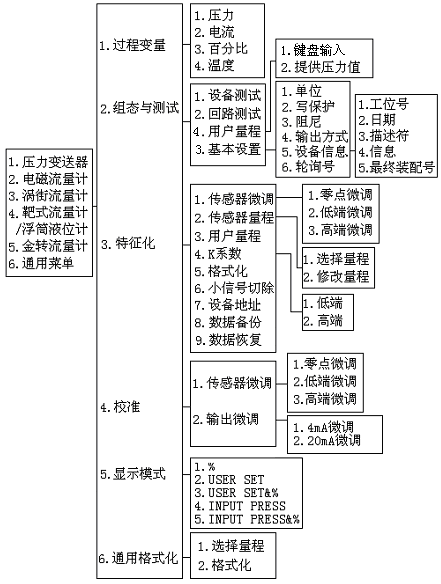 1.压力变送器
2.电磁流量计
3.涡街流量计
4.靶式流量计
/浮筒液位计
5.金转流量计
6.通用菜单
1.过程变量
2.组态与测试
3.特征化
4.校准
5.显示模式
6.通用格式化
1.压力
2.电流
3.百分比
4.温度
1.设备测试
2.回路测试
4.用户量程
3.基本设置
1.键盘输入
2.提供压力值
1.单位
2.写保护
3.阻尼
4.输出方式
5.设备信息
6.轮询号
1.工位号
2.日期
3.描述符
4.信息
5.最终装配号
1.传感器微调
2.传感器量程
3.用户量程
4.K系数
5.格式化
6.小信号切除
7.设备地址
8.数据备份
9.数据恢复
1.零点微调
2.低端微调
3.高端微调
1.选择量程
2.修改量程
1.低端
2.高端
1.传感器微调
2.输出微调
1.零点微调
2.低端微调
3.高端微调
1.4mA微调
2.20mA微调
1.%
2.USER SET
3.USER SET&%
4.INPUT PRESS
5.INPUT PRESS&%
1.选择量程
2.格式化